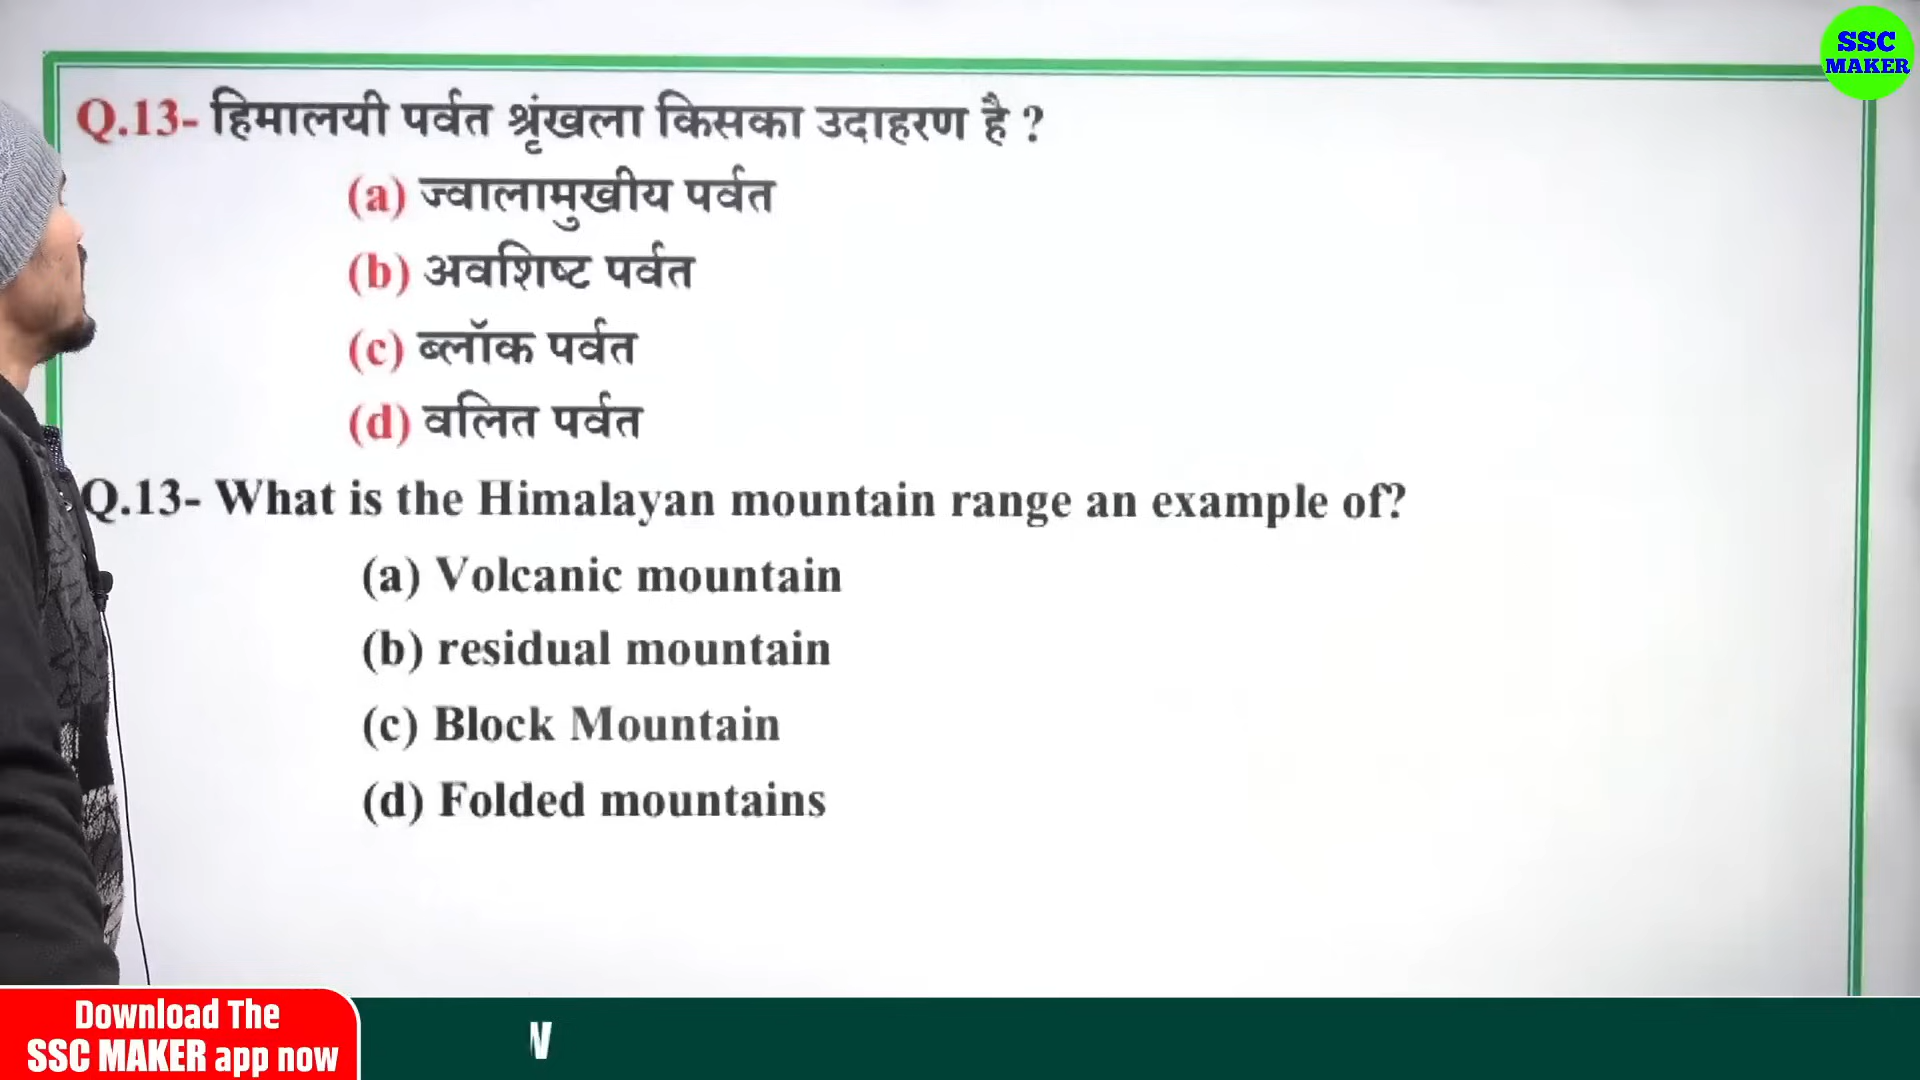 SSC
MAKER
Q.13- हिमालयी पर्वत श्रृंखला किसका उदाहरण है ?
(a) ज्वालामुखीय पर्वत
(b) अवशिष्ट पर्वत
(c) ब्लॉक पर्वत
(d) वलित पर्वत
Q.13- What is the Himalayan mountain range an example of?
(a) Volcanic mountain
(b) residual mountain
(c) Block Mountain
(d) Folded mountains
Download The
SSC MAKER app now